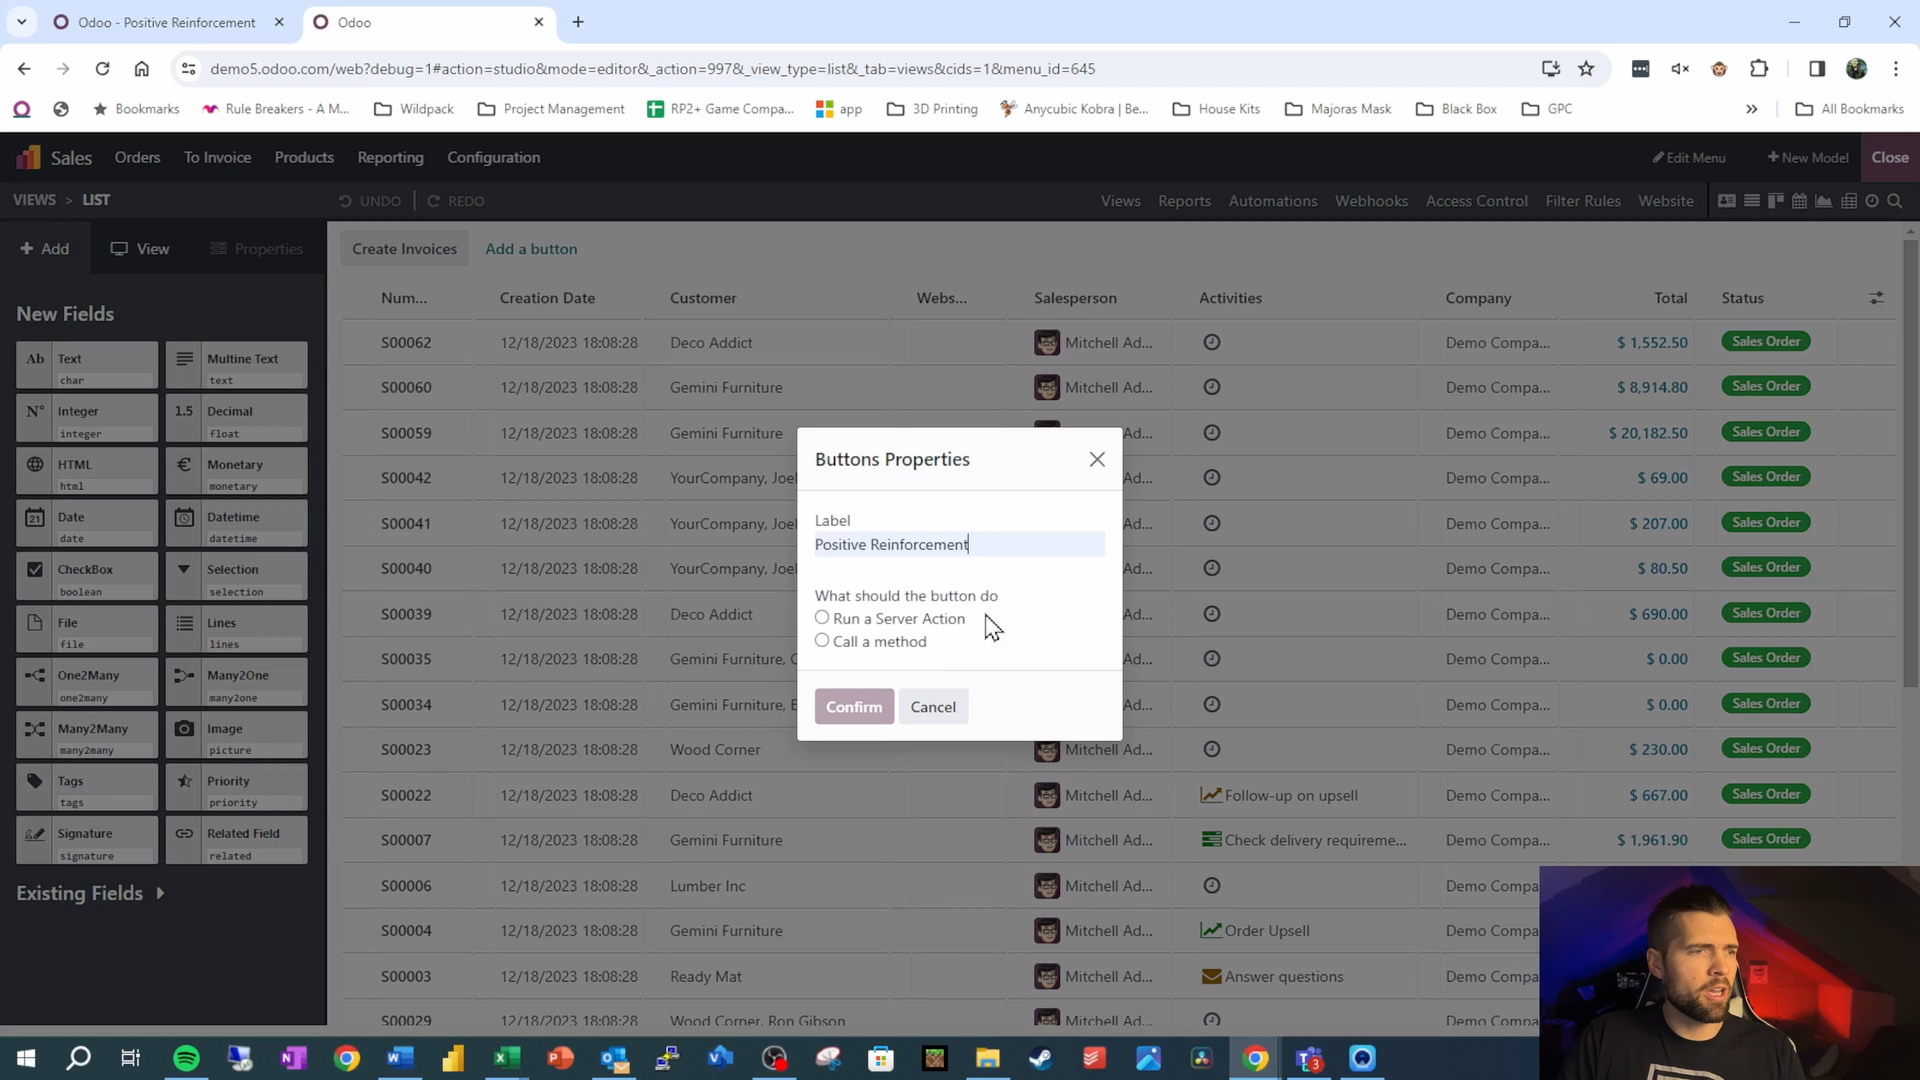 Odoo - Positive Reinforcement
Odoo
demo5.odoo.com/web?debug=1#action=studio&mode=editor&_action=997&_view_type=list&_tab=views&cids=1&menu_id=645
Bookmarks
Rule Breakers - A M...
Wildpack
Project Management
RP2+ Game Compa...
app
3D Printing
Anycubic Kobra | Be...
House Kits
Majoras Mask
Black Box
GPC
»
All Bookmarks
Sales Orders To Invoice Products Reporting Configuration
Edit Menu
+ New Model
Close
VIEWS > LIST
UNDO
REDO
Views Reports Automations Webhooks Access Control Filter Rules Website
+ Add
View
Properties
New Fields
Ab Text
char
Multine Text
text
N° Integer
integer
1.5 Decimal
float
HTML
html
€ Monetary
monetary
21 Date
date
Datetime
datetime
CheckBox
boolean
Selection
selection
File
file
Lines
lines
One2Many
one2many
Many2One
many2one
Many2Many
many2many
Image
picture
Tags
tags
Priority
priority
Signature
signature
Related Field
related
Existing Fields
Create Invoices
Add a button
Num... Creation Date Customer Webs... Salesperson Activities Company Total Status
S00062 12/18/2023 18:08:28 Deco Addict Mitchell Ad... Demo Compa... $ 1,552.50 Sales Order
S00060 12/18/2023 18:08:28 Gemini Furniture Mitchell Ad... Demo Compa... $ 8,914.80 Sales Order
S00059 12/18/2023 18:08:28 Gemini Furniture Ad... Demo Compa... $ 20,182.50 Sales Order
S00042 12/18/2023 18:08:28 YourCompany, Joel Ad... Demo Compa... $ 69.00 Sales Order
S00041 12/18/2023 18:08:28 YourCompany, Joel Ad... Demo Compa... $ 207.00 Sales Order
S00040 12/18/2023 18:08:28 YourCompany, Joel Ad... Demo Compa... $ 80.50 Sales Order
S00039 12/18/2023 18:08:28 Deco Addict Ad... Demo Compa... $ 690.00 Sales Order
S00035 12/18/2023 18:08:28 Gemini Furniture, Ad... Demo Compa... $ 0.00 Sales Order
S00034 12/18/2023 18:08:28 Gemini Furniture, Ad... Demo Compa... $ 0.00 Sales Order
S00023 12/18/2023 18:08:28 Wood Corner Mitchell Ad... Demo Compa... $ 230.00 Sales Order
S00022 12/18/2023 18:08:28 Deco Addict Mitchell Ad... Follow-up on upsell Demo Compa... $ 667.00 Sales Order
S00007 12/18/2023 18:08:28 Gemini Furniture Mitchell Ad... Check delivery requireme... Demo Compa... $ 1,961.90 Sales Order
S00006 12/18/2023 18:08:28 Lumber Inc Mitchell Ad... Demo Compa
S00004 12/18/2023 18:08:28 Gemini Furniture Mitchell Ad... Order Upsell Demo Compa
S00003 12/18/2023 18:08:28 Ready Mat Mitchell Ad... Answer questions Demo Compa
S00029 12/18/2023 18:08:28 Wood Corner, Ron Gibson Mitchell Ad... Demo Compa
Buttons Properties
Label
Positive Reinforcement
What should the button do
Run a Server Action
Call a method
Confirm
Cancel